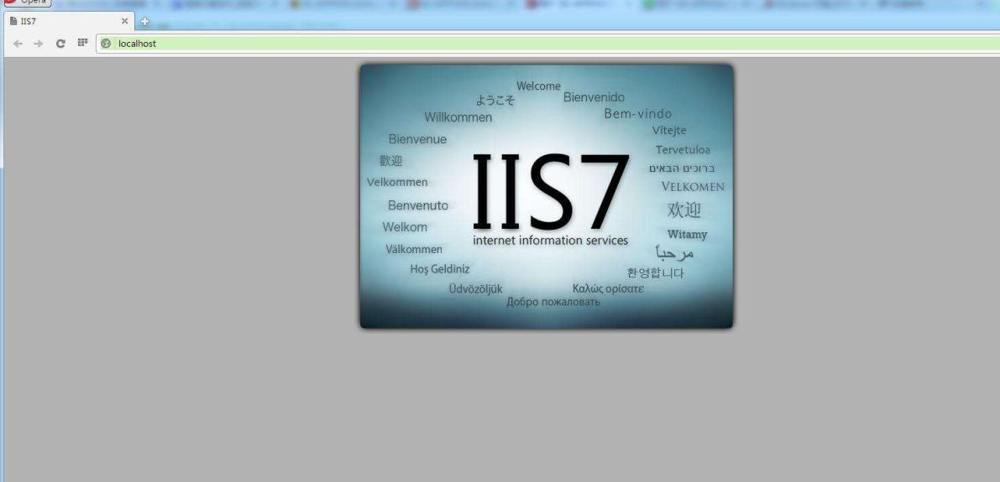 Opera
IIS7
localhost
Welcome
ようこそ
Bienvenido
Willkommen
Bem-vindo
Bienvenue
Vítejte
歡迎
Tervetuloa
ברוכים הבאים
Velkommen
VELKOMEN
Benvenuto
欢迎
Welkom
Witamy
Välkommen
مرحباً
Hoş Geldiniz
환영합니다
Üdvözöljük
Καλώς ορίσατε
Добро пожаловать
IIS7
internet information services